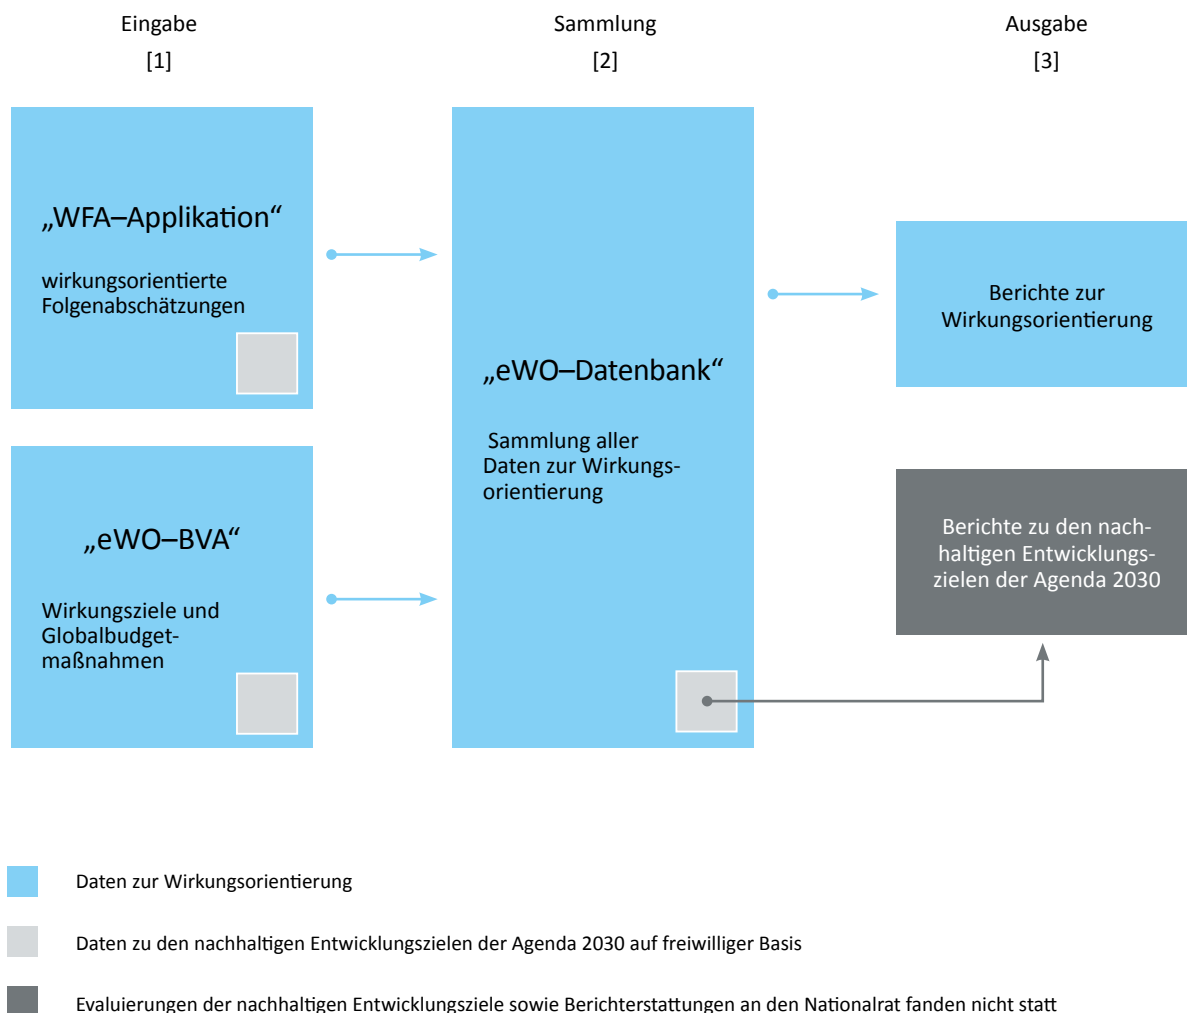 Eingabe
[1]
Sammlung
[2]
Ausgabe
[3]
„WFA–Applikation“
wirkungsorientierte
Folgenabschätzungen
„eWO–BVA“
Wirkungsziele und
Globalbudget-
maßnahmen
„eWO–Datenbank“
Sammlung aller
Daten zur Wirkungs-
orientierung
Berichte zur
Wirkungsorientierung
Berichte zu den nach-
haltigen Entwicklungs-
zielen der Agenda 2030
Daten zur Wirkungsorientierung
Daten zu den nachhaltigen Entwicklungszielen der Agenda 2030 auf freiwilliger Basis
Evaluierungen der nachhaltigen Entwicklungsziele sowie Berichterstattungen an den Nationalrat fanden nicht statt